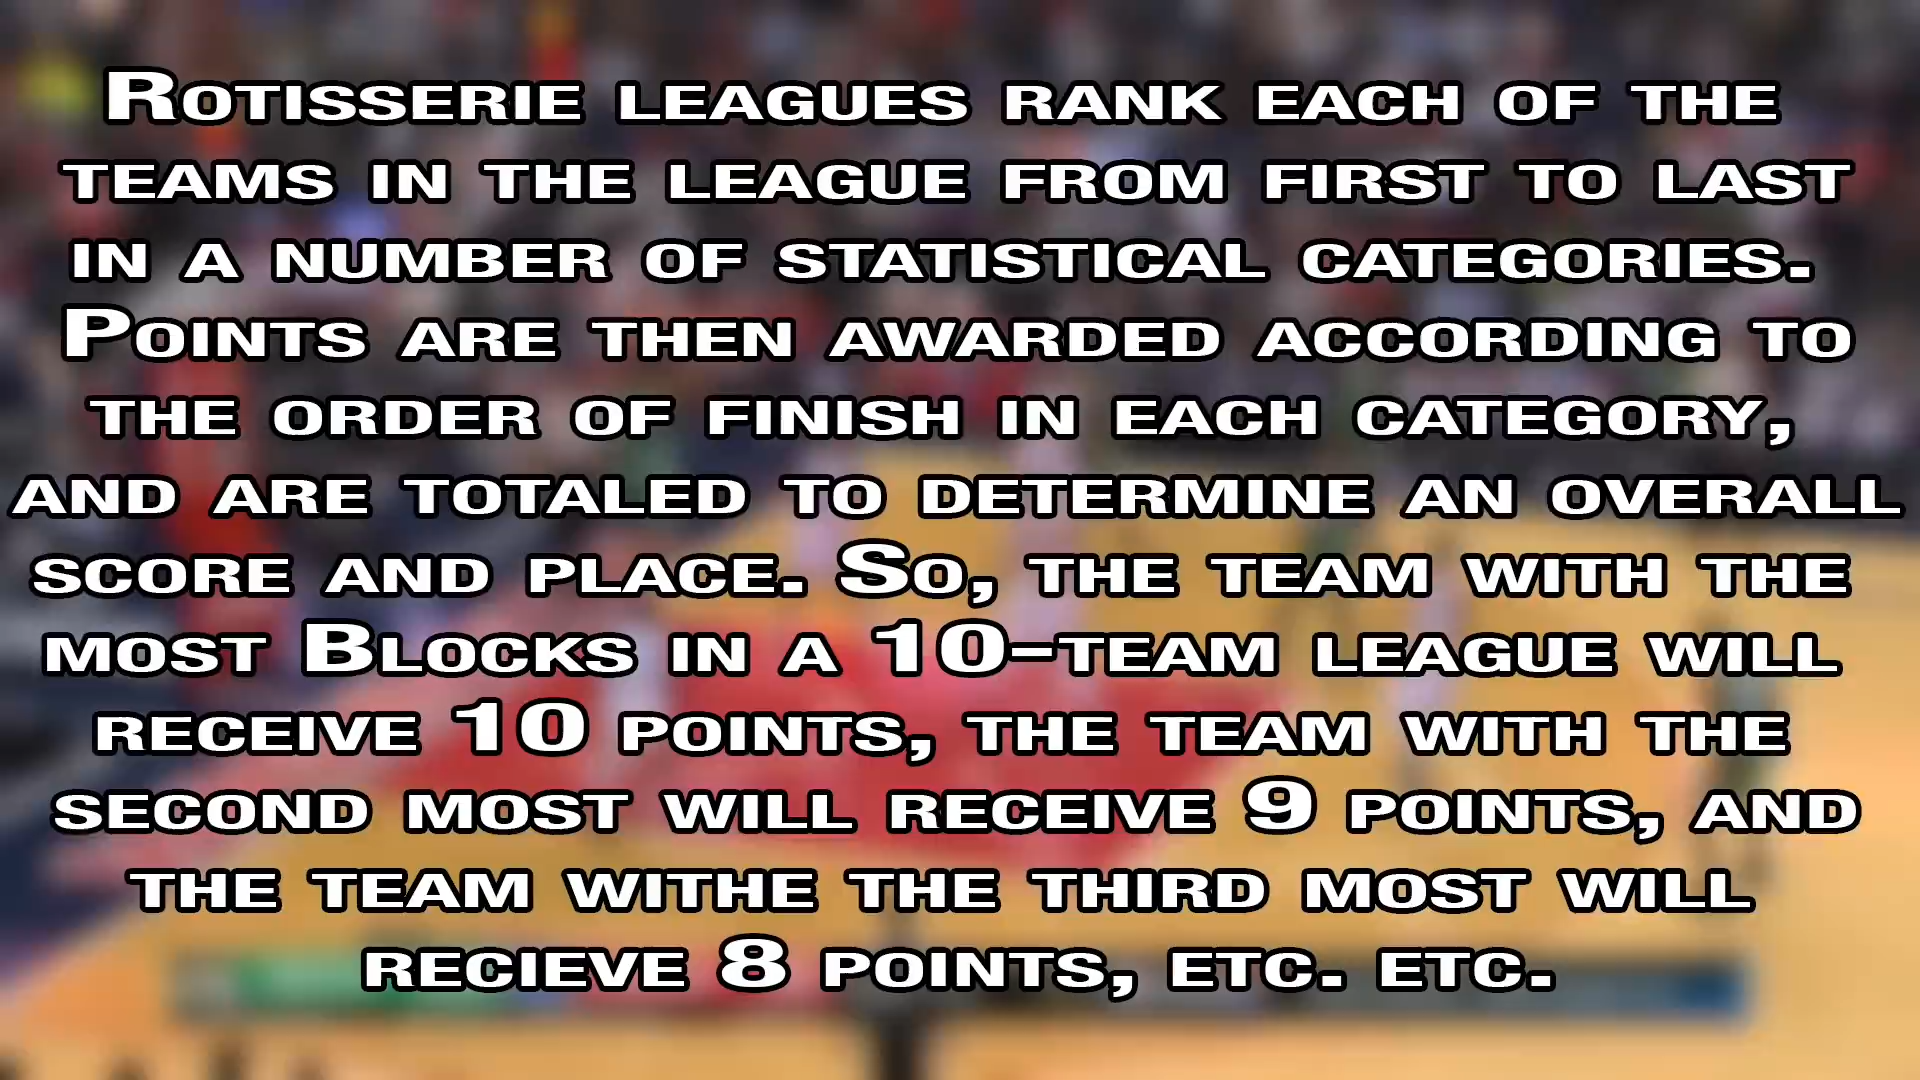 Rotisserie leagues rank each of the
teams in the league from first to last
in a number of statistical categories.
Points are then awarded according to
the order of finish in each category,
and are totaled to determine an overall
score and place. So, the team with the
most Blocks in a 10-team league will
receive 10 points, the team with the
second most will receive 9 points, and
the team withe the third most will
recieve 8 points, etc. etc.